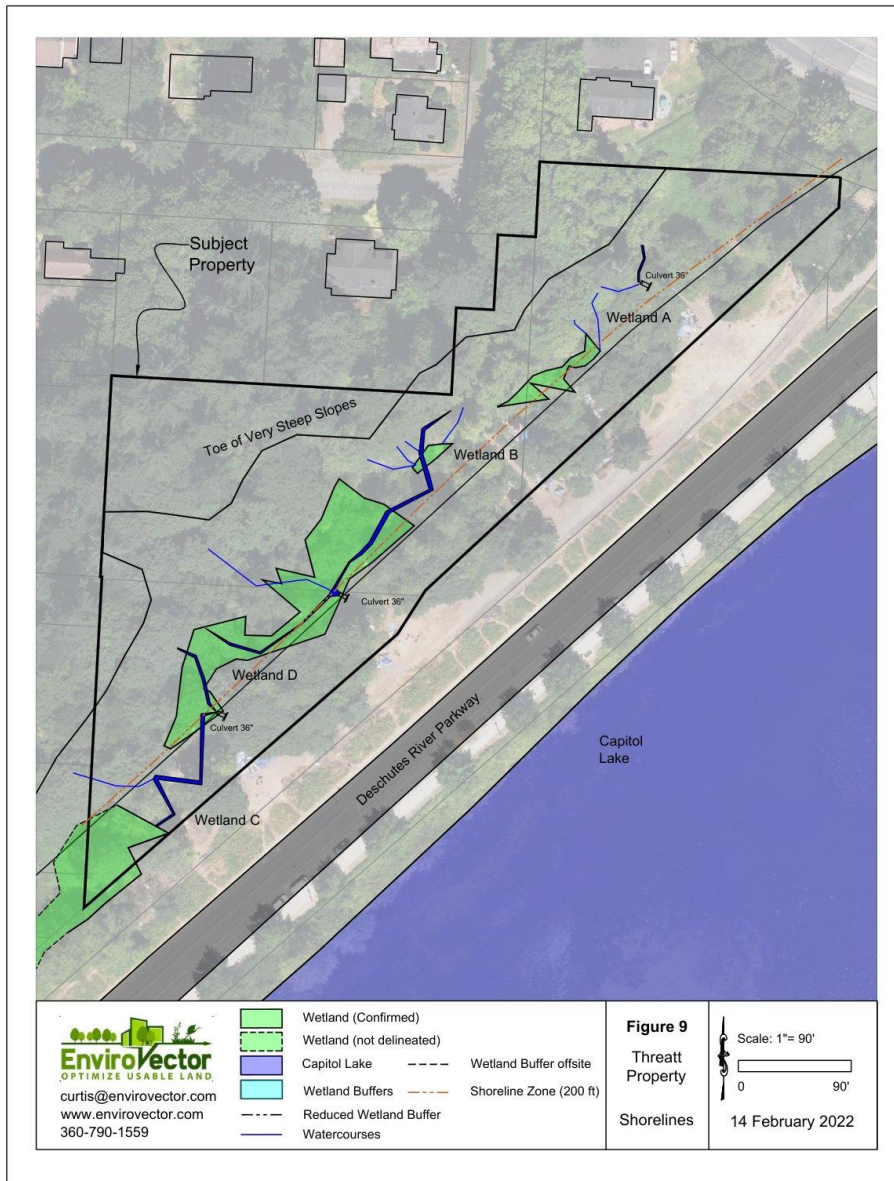 Subject
Property
Culvert 36"
Wetland A
Toe of Very Steep Slopes
Wetland B
Culvert 36"
Wetland D
Culvert 36"
Deschutes River Parkway
Capitol
Lake
Wetland C
EnviroVector
OPTIMIZE USABLE LAND
curtis@envirovector.com
www.envirovector.com
360-790-1559
Wetland (Confirmed)
Wetland (not delineated)
Capitol Lake
Wetland Buffer offsite
Wetland Buffers
Shoreline Zone (200 ft)
Reduced Wetland Buffer
Watercourses
Figure 9
Threatt
Property
Shorelines
Scale: 1"= 90'
0 90'
14 February 2022